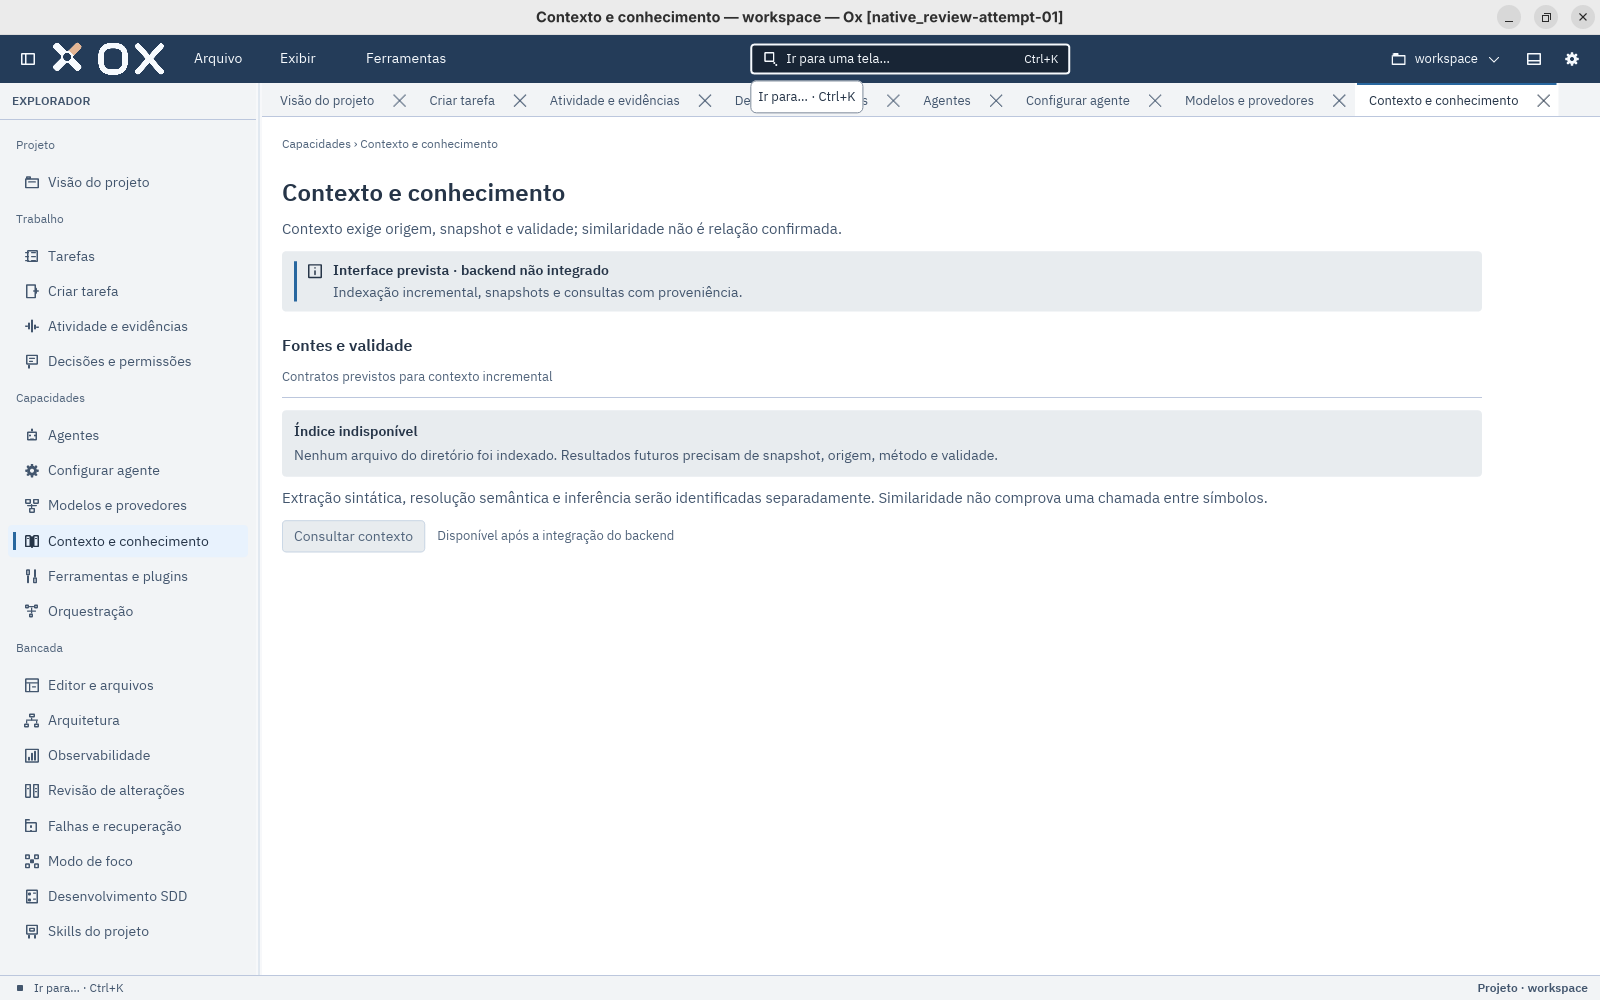 Contexto e conhecimento — workspace — Ox [native_review-attempt-01]
OX Arquivo Exibir Ferramentas Ir para uma tela... Ctrl+K workspace
EXPLORADOR
Visão do projeto Criar tarefa Atividade e evidências De s Agentes Configurar agente Modelos e provedores Contexto e conhecimento
Ir para... · Ctrl+K
Projeto
Visão do projeto
Trabalho
Tarefas
Criar tarefa
Atividade e evidências
Decisões e permissões
Capacidades
Agentes
Configurar agente
Modelos e provedores
Contexto e conhecimento
Ferramentas e plugins
Orquestração
Bancada
Editor e arquivos
Arquitetura
Observabilidade
Revisão de alterações
Falhas e recuperação
Modo de foco
Desenvolvimento SDD
Skills do projeto
Capacidades › Contexto e conhecimento
Contexto e conhecimento
Contexto exige origem, snapshot e validade; similaridade não é relação confirmada.
Interface prevista · backend não integrado
Indexação incremental, snapshots e consultas com proveniência.
Fontes e validade
Contratos previstos para contexto incremental
Índice indisponível
Nenhum arquivo do diretório foi indexado. Resultados futuros precisam de snapshot, origem, método e validade.
Extração sintática, resolução semântica e inferência serão identificadas separadamente. Similaridade não comprova uma chamada entre símbolos.
Consultar contexto Disponível após a integração do backend
Ir para... · Ctrl+K
Projeto · workspace